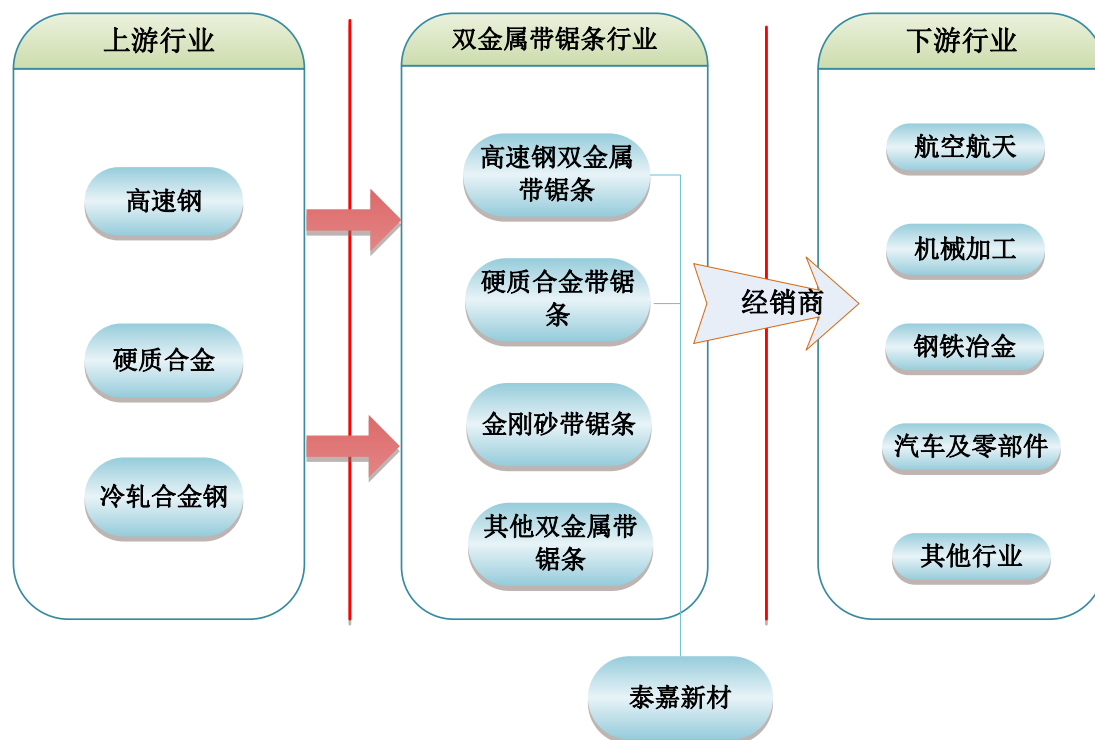 上游行业
高速钢
硬质合金
冷轧合金钢
双金属带锯条行业
高速钢双金属
带锯条
硬质合金带锯
条
金刚砂带锯条
其他双金属带
锯条
经销商
下游行业
航空航天
机械加工
钢铁冶金
汽车及零部件
其他行业
泰嘉新材